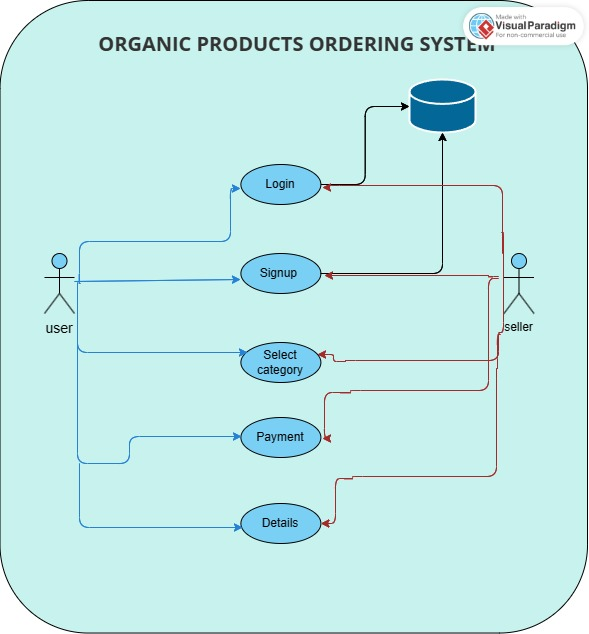 Made with
Visual Paradigm
For non-commercial use
ORGANIC PRODUCTS ORDERING SYSTEM
Login
Signup
user
seller
Select
category
Payment
Details